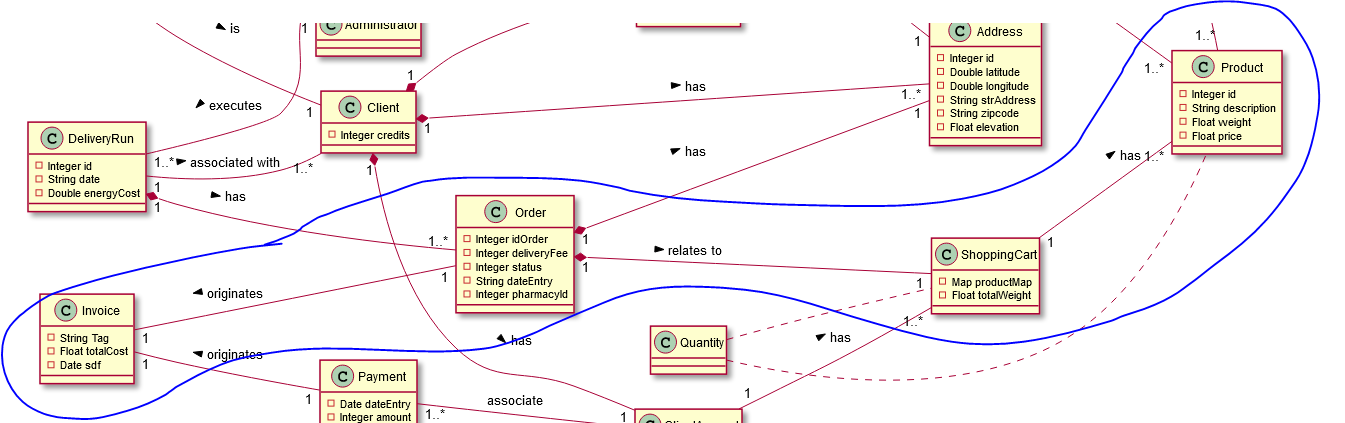 is
1
C Administrator
1..*
1
C Address
Integer id
Double latitude
Double longitude
String strAddress
String zipcode
Float elevation
1..*
1
1..*
C Product
Integer id
String description
Float weight
Float price
1
C Client
Integer credits
1
1
1
1..*
has
executes
C DeliveryRun
Integer id
String date
Double energyCost
1..*
associated with
1
1
has
has
has 1..*
1
C Order
Integer idOrder
Integer deliveryFee
Integer status
String dateEntry
Integer pharmacyId
1..*
1
1
1
relates to
C ShoppingCart
Map productMap
Float totalWeight
1
1..*
originates
C Invoice
String Tag
Float totalCost
Date sdf
1
1
originates
has
C Quantity
has
C Payment
Date dateEntry
Integer amount
1
1..*
associate
1
1